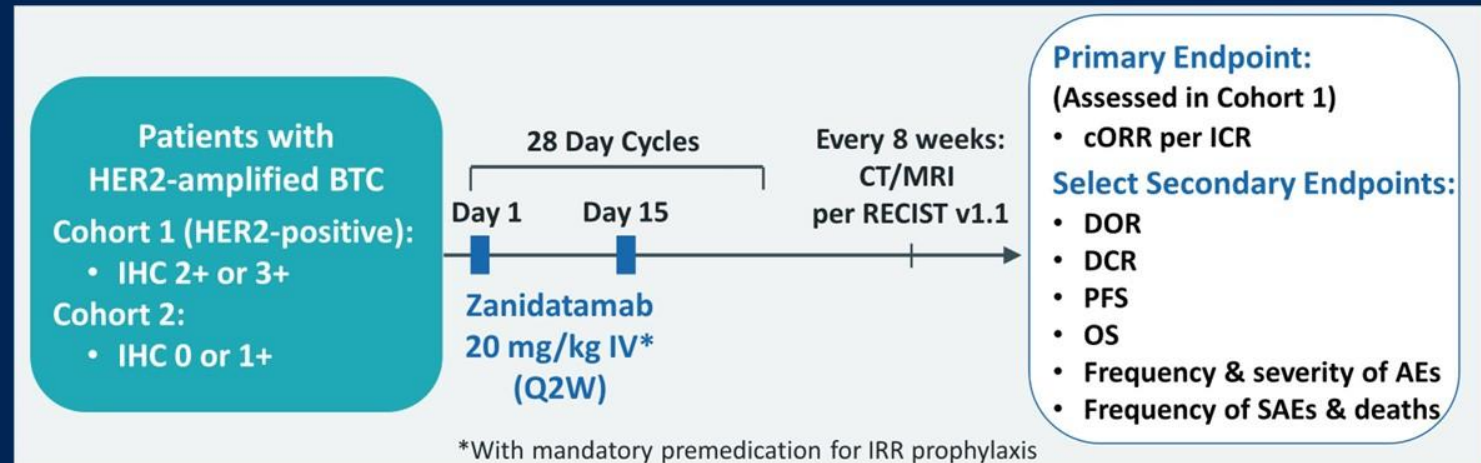 Patients with
HER2-amplified BTC
Cohort 1 (HER2-positive):
• IHC 2+ or 3+
Cohort 2:
• IHC 0 or 1+
28 Day Cycles
Day 1
Day 15
Zanidatamab
20 mg/kg IV*
(Q2W)
Every 8 weeks:
CT/MRI
per RECIST v1.1
Primary Endpoint:
(Assessed in Cohort 1)
• cORR per ICR
Select Secondary Endpoints:
• DOR
• DCR
• PFS
• OS
• Frequency & severity of AEs
• Frequency of SAEs & deaths
*With mandatory premedication for IRR prophylaxis